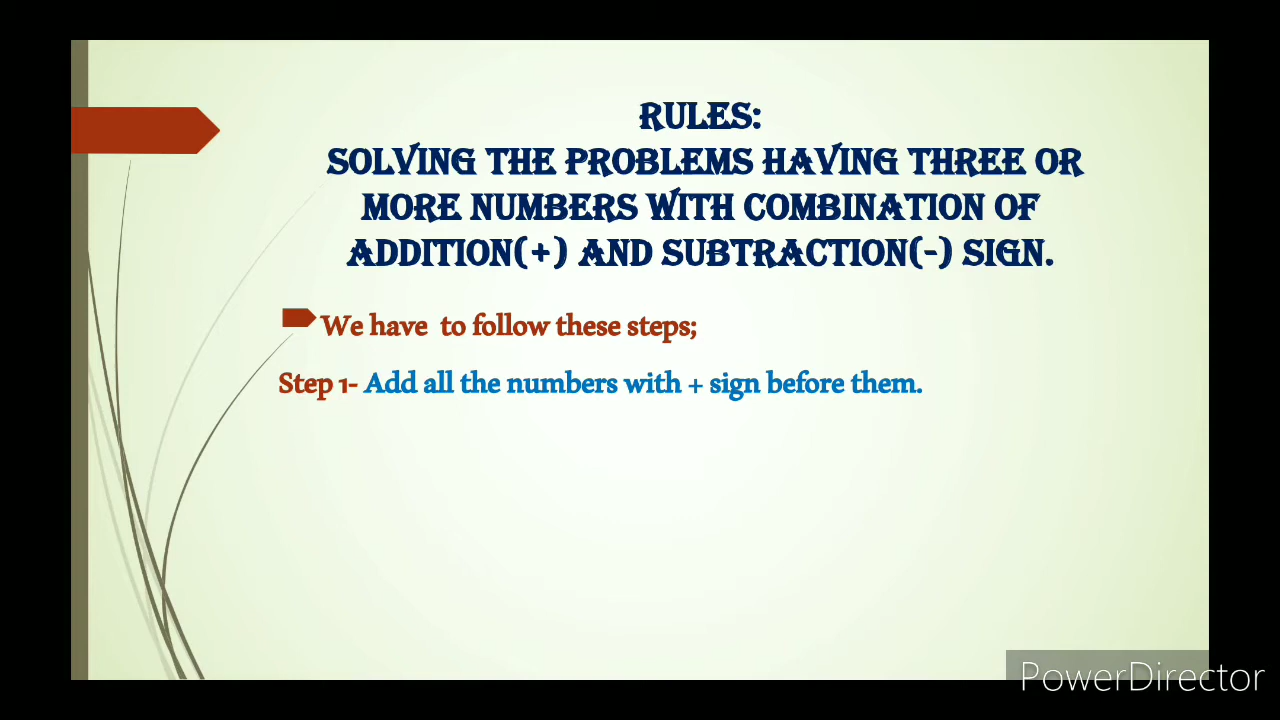 RULES:
SOLVING THE PROBLEMS HAVING THREE OR
MORE NUMBERS WITH COMBINATION OF
ADDITION(+) AND SUBTRACTION(-) SIGN.
We have to follow these steps;
Step 1- Add all the numbers with + sign before them.
PowerDirector